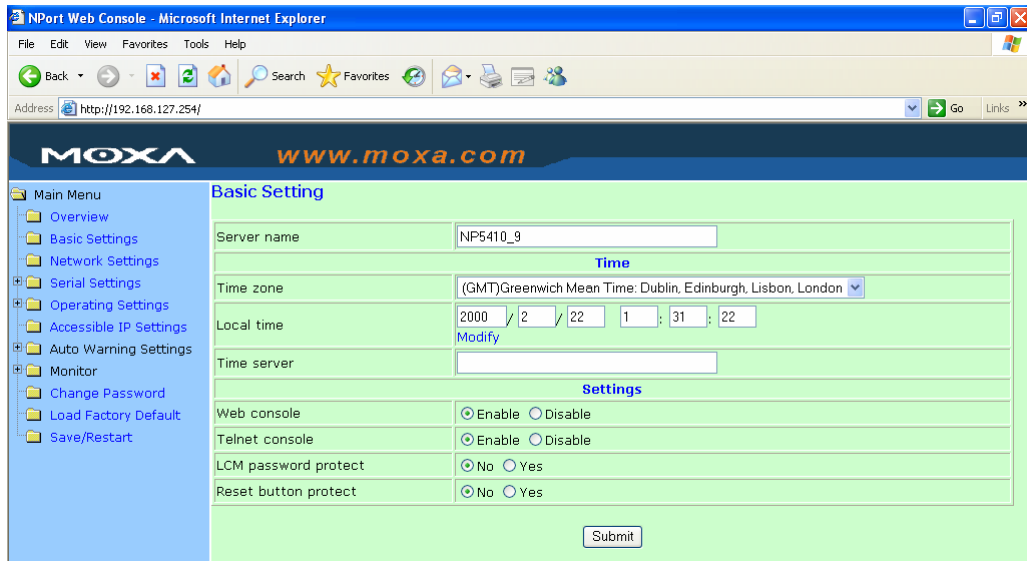 NPort Web Console - Microsoft Internet Explorer
File Edit View Favorites Tools Help
Back Search Favorites
Address http://192.168.127.254/ Go Links »
MOXA www.moxa.com
Main Menu
Overview
Basic Settings
Network Settings
Serial Settings
Operating Settings
Accessible IP Settings
Auto Warning Settings
Monitor
Change Password
Load Factory Default
Save/Restart
Basic Setting
Server name NP5410_9
Time
Time zone (GMT)Greenwich Mean Time: Dublin, Edinburgh, Lisbon, London
Local time 2000 / 2 / 22 1 : 31 : 22
Modify
Time server
Settings
Web console Enable Disable
Telnet console Enable Disable
LCM password protect No Yes
Reset button protect No Yes
Submit